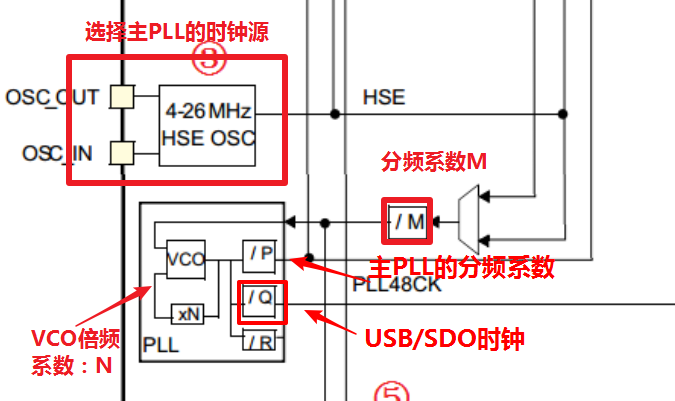 选择主PLL的时钟源
③
OSC_OUT
4-26 MHz
HSE OSC
HSE
OSC_IN
分频系数M
/ M
VCO
/ P
主PLL的分频系数
PLL48CK
/ Q
xN
USB/SDO时钟
VCO倍频
系数：N
PLL
/ R
⑤